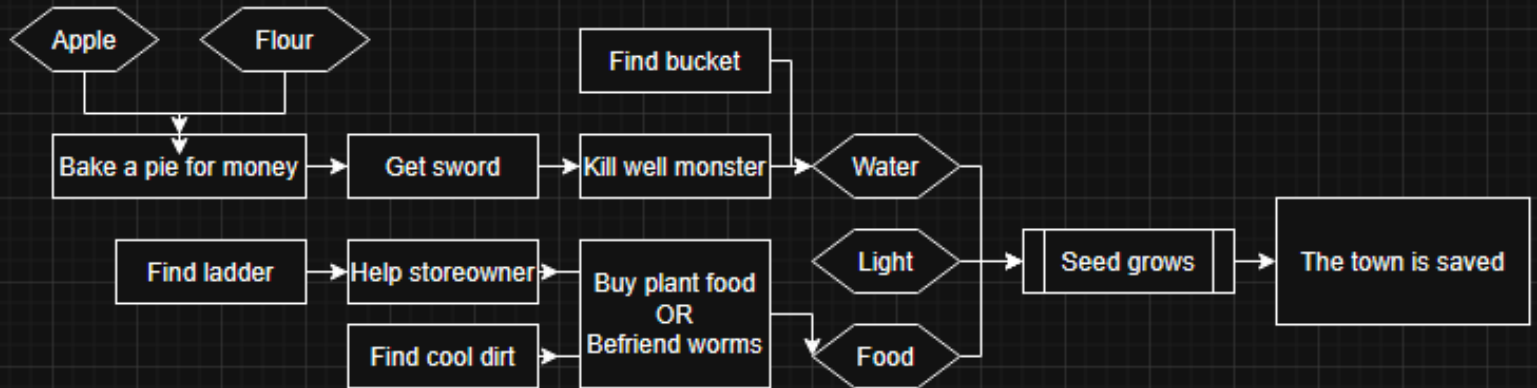 Apple
Flour
Find bucket
Bake a pie for money
Get sword
Kill well monster
Water
Find ladder
Help storeowner
Buy plant food
OR
Befriend worms
Light
Seed grows
The town is saved
Find cool dirt
Food